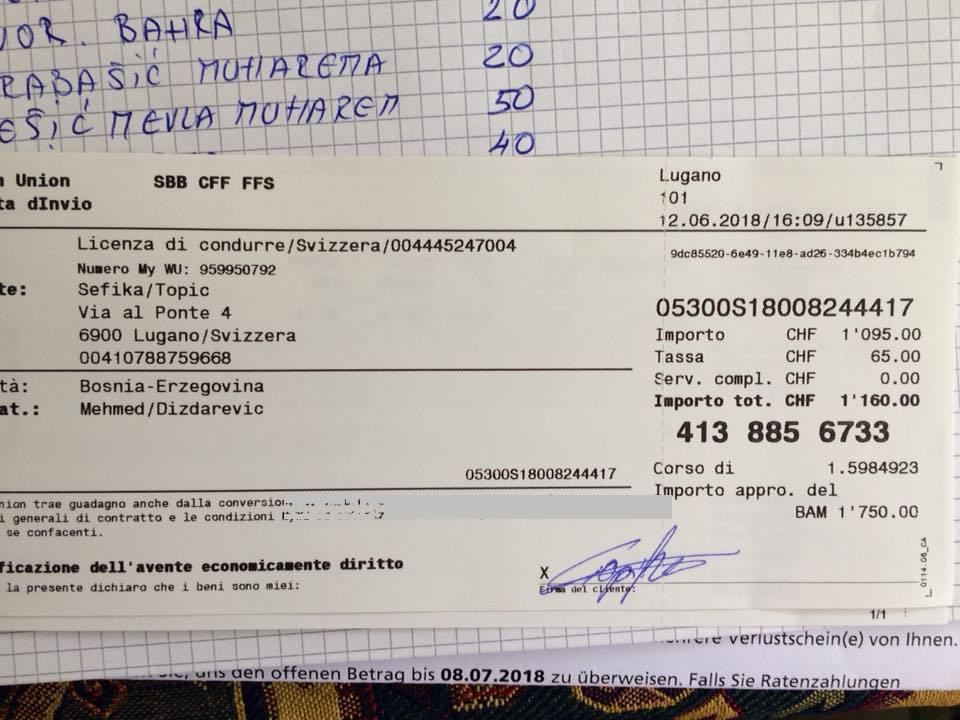 VOR. BAHRA 20
RABAŠIĆ MUHAREMA 20
EŠIĆ MEVLA MUHAREM 50
40
n Union SBB CFF FFS
ta dInvio
Lugano
101
12.06.2018/16:09/u135857
Licenza di condurre/Svizzera/004445247004
9dc85520-6e49-11e8-ad26-334b4ec1b794
Numero My WU: 959950792
te: Sefika/Topic
Via al Ponte 4
6900 Lugano/Svizzera
00410788759668
05300S18008244417
Importo CHF 1'095.00
Tassa CHF 65.00
Serv. compl. CHF 0.00
Importo tot. CHF 1'160.00
tà: Bosnia-Erzegovina
at.: Mehmed/Dizdarevic
413 885 6733
05300S18008244417
Corso di 1.5984923
Importo appro. del
BAM 1'750.00
nion trae guadagno anche dalla conversion
i generali di contratto e le condizioni
se confacenti.
ficazione dell'avente economicamente diritto
la presente dichiaro che i beni sono miei:
X
Firma del cliente:
_0114.06_CA
1/1
verlustschein(e) von Ihnen.
uns den offenen Betrag bis 08.07.2018 zu überweisen. Falls Sie Ratenzahlungen